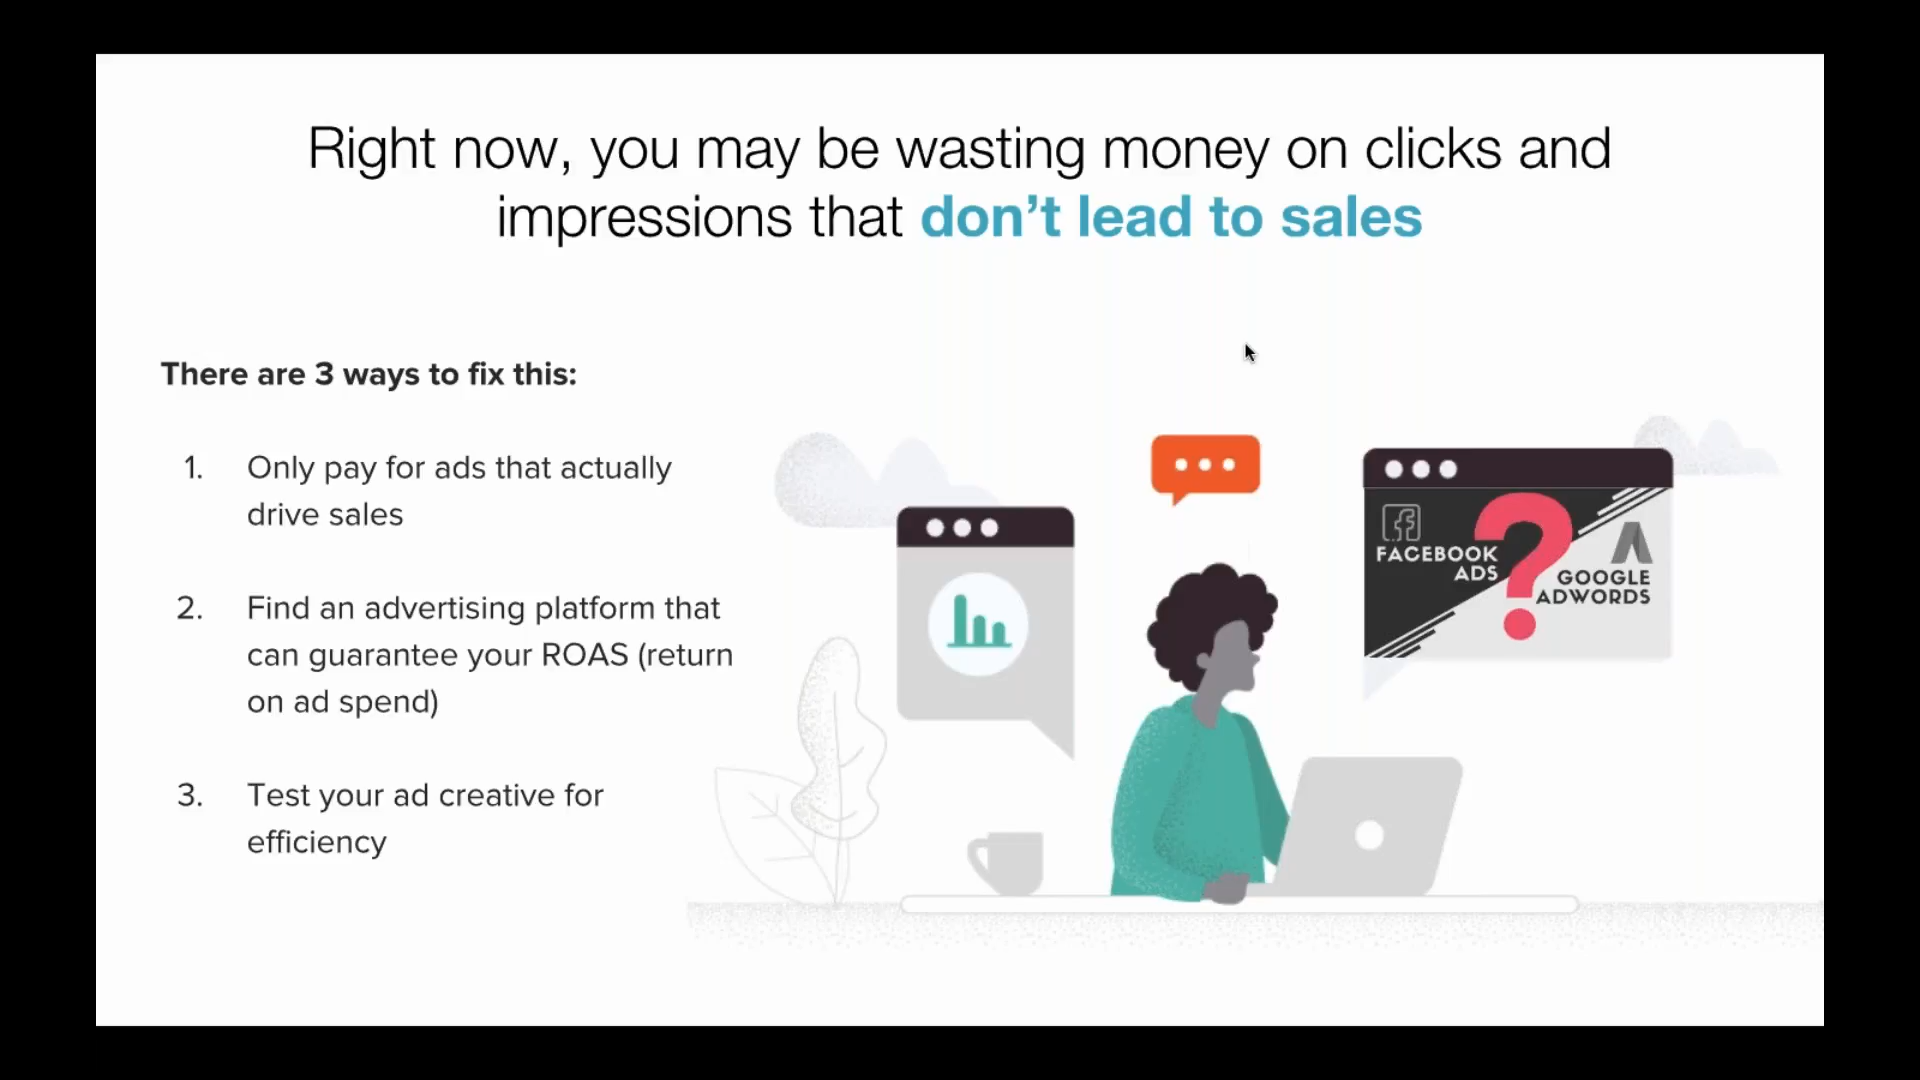 Right now, you may be wasting money on clicks and
impressions that don’t lead to sales
There are 3 ways to fix this:
1. Only pay for ads that actually
drive sales
2. Find an advertising platform that
can guarantee your ROAS (return
on ad spend)
3. Test your ad creative for
efficiency
FACEBOOK
ADS
?
GOOGLE
ADWORDS